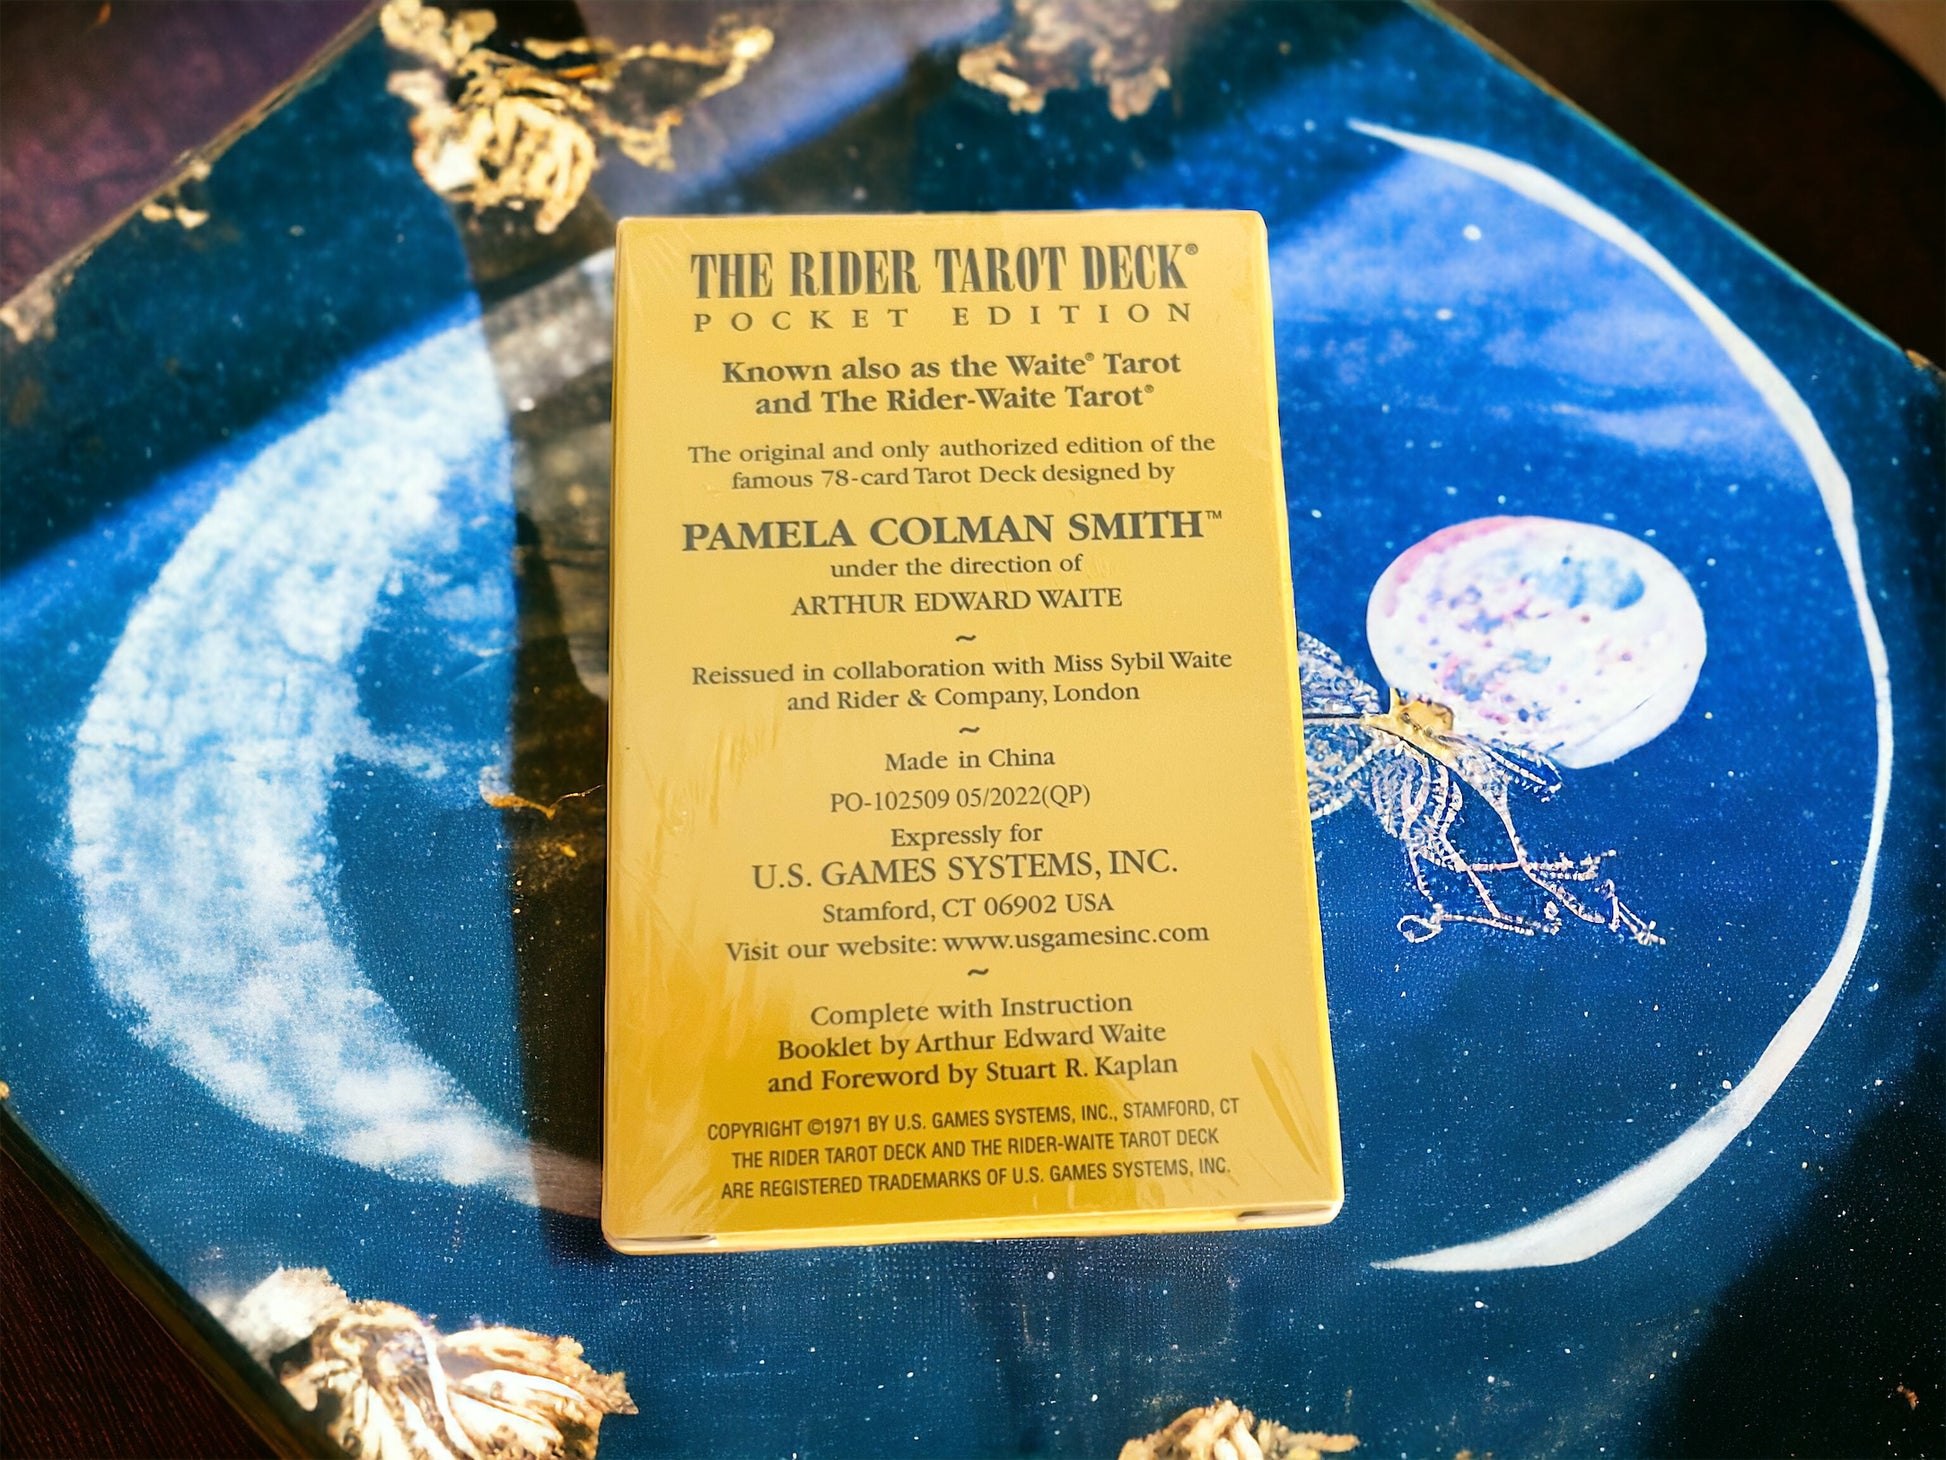 THE RIDER TAROT DECK®
POCKET EDITION
Known also as the Waite® Tarot
and The Rider-Waite Tarot®
The original and only authorized edition of the
famous 78-card Tarot Deck designed by
PAMELA COLMAN SMITH™
under the direction of
ARTHUR EDWARD WAITE
~
Reissued in collaboration with Miss Sybil Waite
and Rider & Company, London
~
Made in China
PO-102509 05/2022(QP)
Expressly for
U.S. GAMES SYSTEMS, INC.
Stamford, CT 06902 USA
Visit our website: www.usgamesinc.com
~
Complete with Instruction
Booklet by Arthur Edward Waite
and Foreword by Stuart R. Kaplan
COPYRIGHT ©1971 BY U.S. GAMES SYSTEMS, INC., STAMFORD, CT
THE RIDER TAROT DECK AND THE RIDER-WAITE TAROT DECK
ARE REGISTERED TRADEMARKS OF U.S. GAMES SYSTEMS, INC.